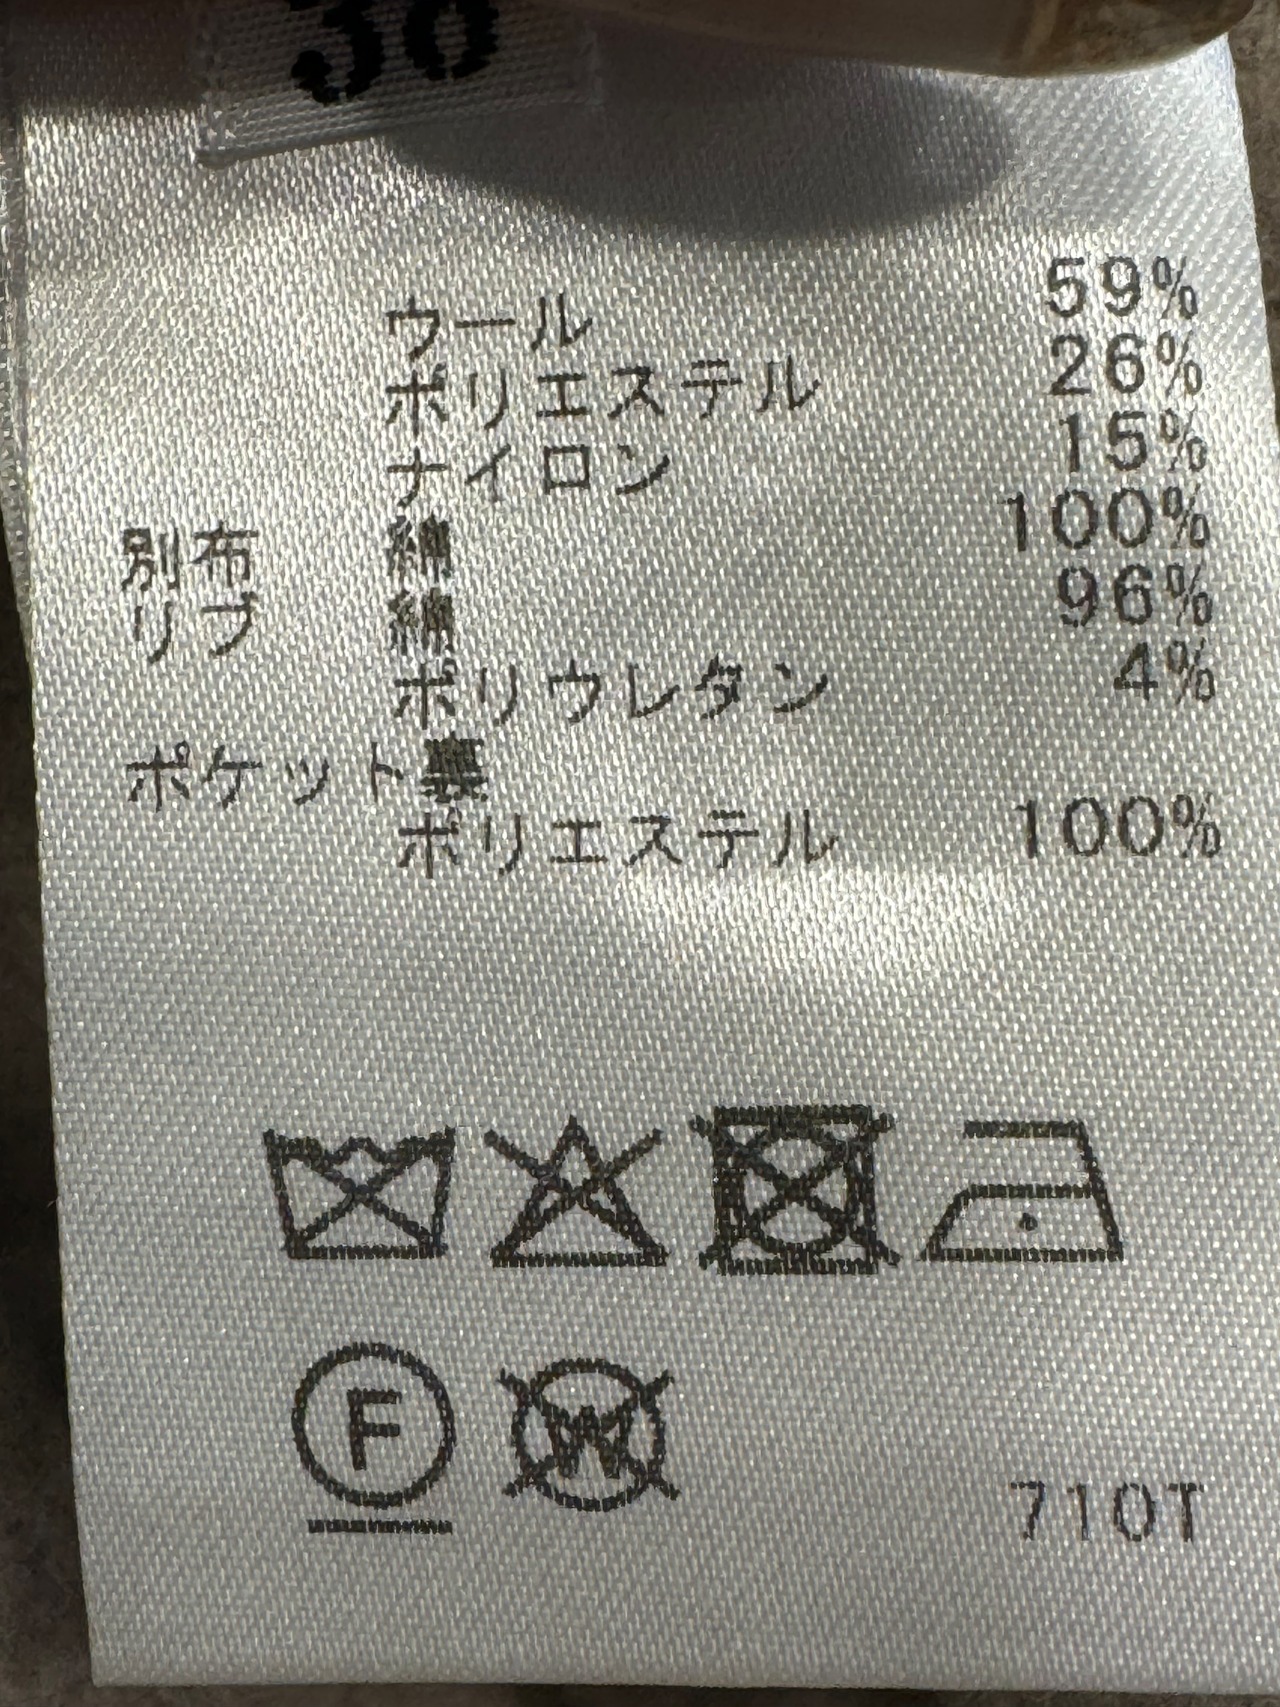 ウール 59%
ポリエステル 26%
ナイロン 15%
別布 綿 100%
リブ 綿 96%
ポリウレタン 4%
ポケット裏
ポリエステル 100%
F
W
710T